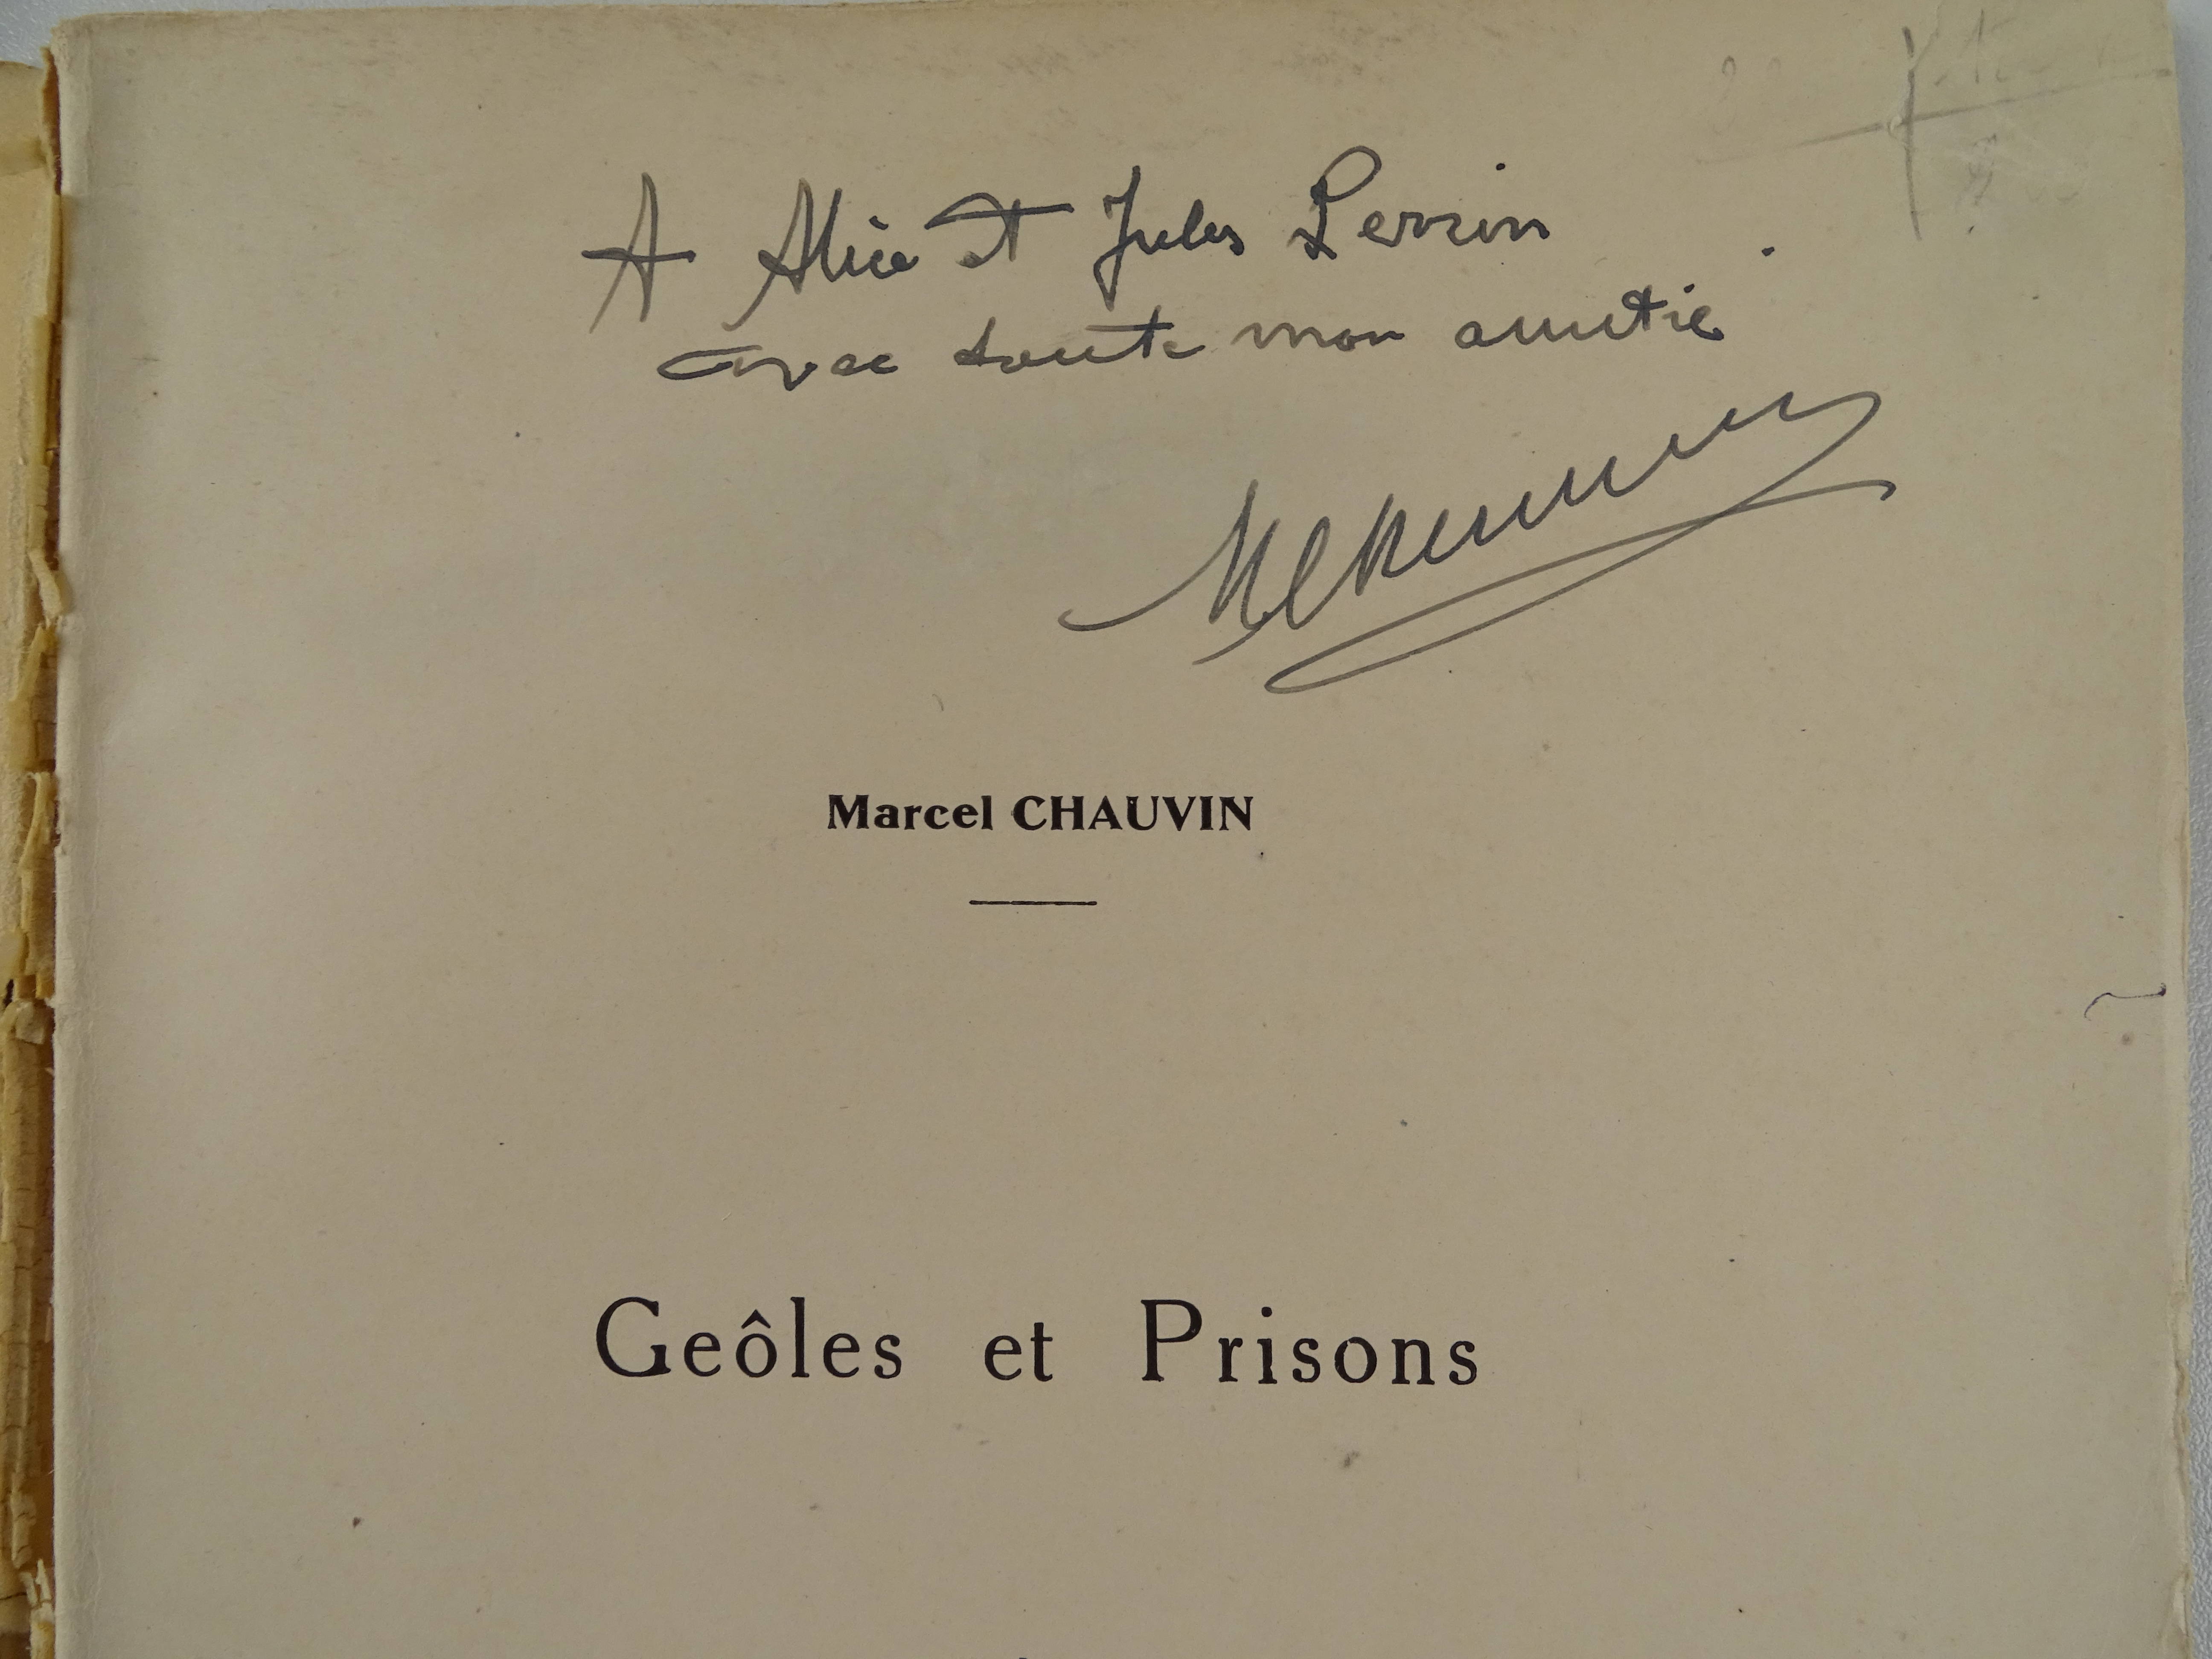 A Alice et Jules Perrin
avec toute mon amitié
Marcel CHAUVIN
Geôles et Prisons